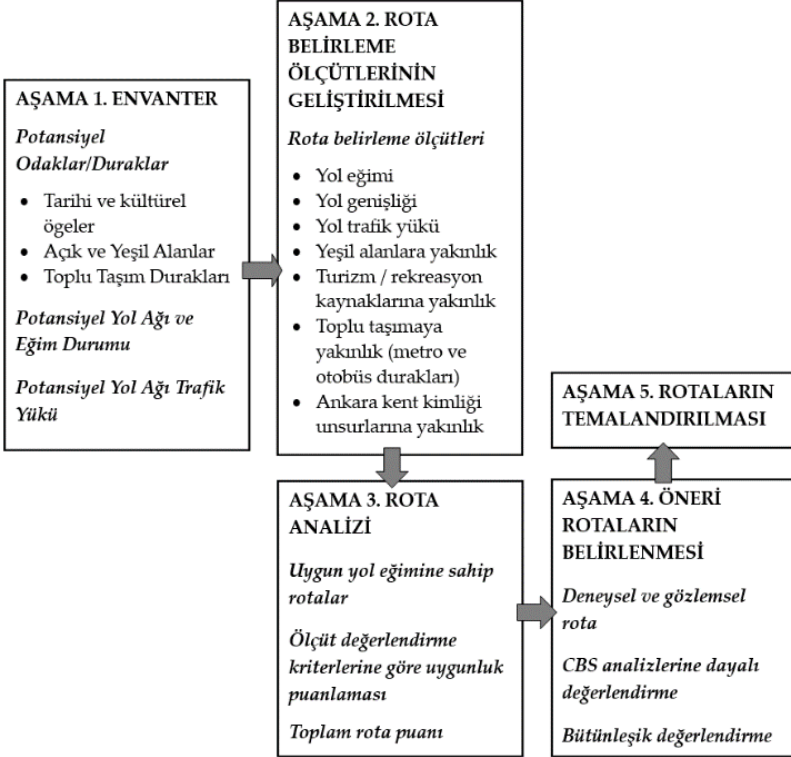 AŞAMA 1. ENVANTER
Potansiyel
Odaklar/Duraklar
• Tarihi ve kültürel
ögeler
• Açık ve Yeşil Alanlar
• Toplu Taşım Durakları
Potansiyel Yol Ağı ve
Eğim Durumu
Potansiyel Yol Ağı Trafik
Yükü
AŞAMA 2. ROTA
BELİRLEME
ÖLÇÜTLERİNİN
GELİŞTİRİLMESİ
Rota belirleme ölçütleri
• Yol eğimi
• Yol genişliği
• Yol trafik yükü
• Yeşil alanlara yakınlık
• Turizm / rekreasyon
kaynaklarına yakınlık
• Toplu taşımaya
yakınlık (metro ve
otobüs durakları)
• Ankara kent kimliği
unsurlarına yakınlık
AŞAMA 3. ROTA
ANALİZİ
Uygun yol eğimine sahip
rotalar
Ölçüt değerlendirme
kriterlerine göre uygunluk
puanlaması
Toplam rota puanı
AŞAMA 4. ÖNERİ
ROTALARIN
BELİRLENMESİ
Deneysel ve gözlemsel
rota
CBS analizlerine dayalı
değerlendirme
Bütünleşik değerlendirme
AŞAMA 5. ROTALARIN
TEMALANDIRILMASI